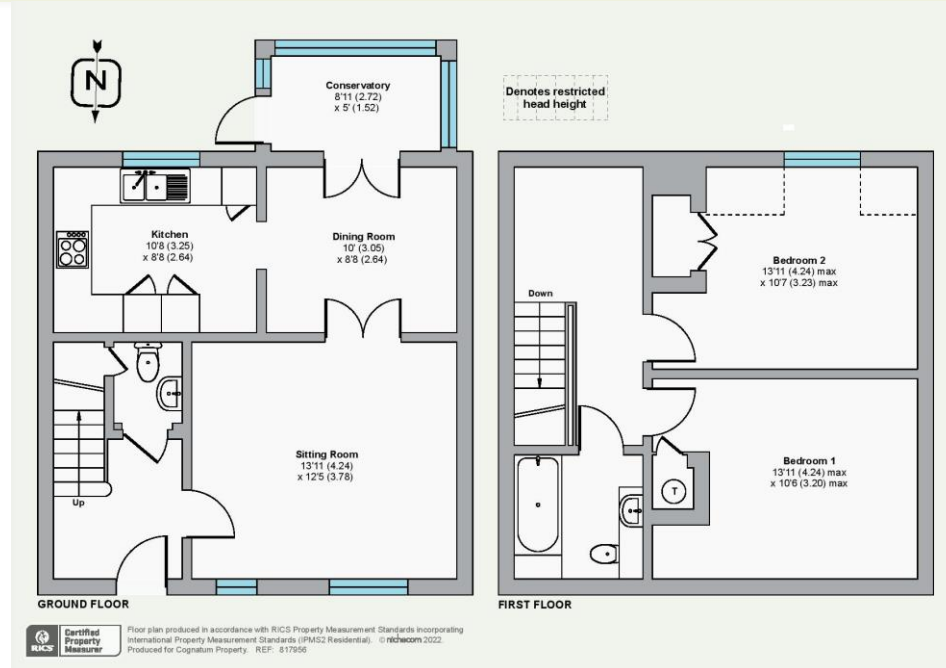 N
Conservatory
8'11 (2.72)
x 5' (1.52)
Denotes restricted
head height
Kitchen
10'8 (3.25)
x 8'8 (2.64)
Dining Room
10' (3.05)
x 8'8 (2.64)
Sitting Room
13'11 (4.24)
x 12'5 (3.78)
Up
GROUND FLOOR
Down
Bedroom 2
13'11 (4.24) max
x 10'7 (3.23) max
Bedroom 1
13'11 (4.24) max
x 10'6 (3.20) max
T
FIRST FLOOR
RICS
Certified
Property
Measurer
Floor plan produced in accordance with RICS Property Measurement Standards incorporating
International Property Measurement Standards (IPMS2 Residential). © nichecom 2022.
Produced for Cognatum Property. REF: 817956